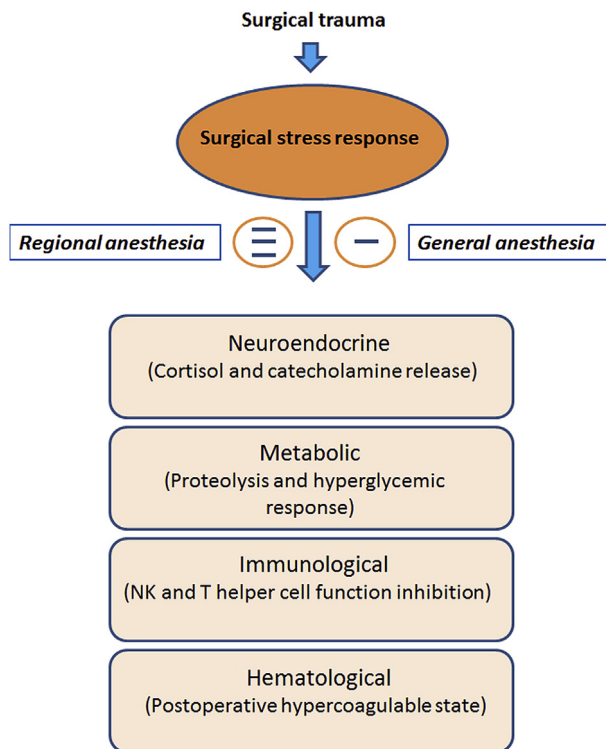 Surgical trauma
Surgical stress response
Regional anesthesia
General anesthesia
Neuroendocrine
(Cortisol and catecholamine release)
Metabolic
(Proteolysis and hyperglycemic
response)
Immunological
(NK and T helper cell function inhibition)
Hematological
(Postoperative hypercoagulable state)